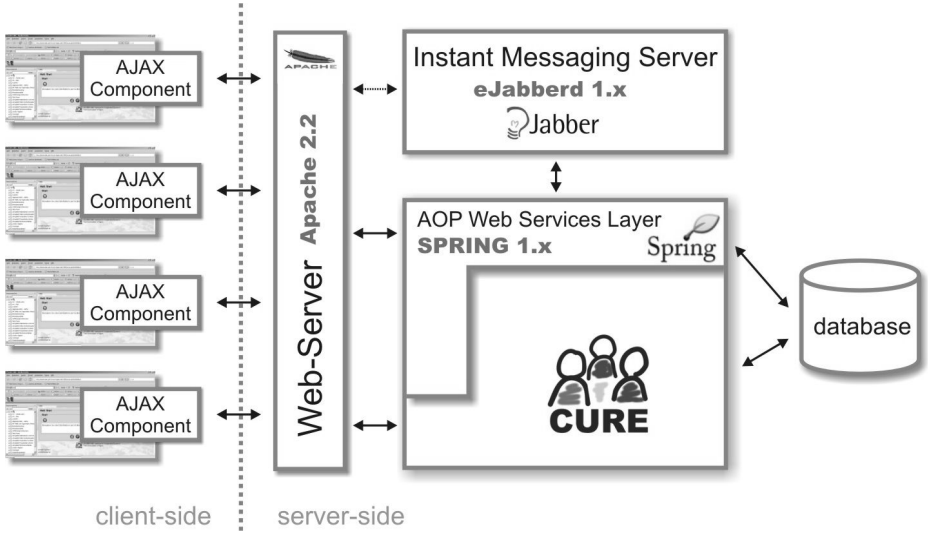 AJAX
Component
AJAX
Component
AJAX
Component
AJAX
Component
client-side
server-side
APACHE
Web-Server Apache 2.2
Instant Messaging Server
eJabberd 1.x
Jabber
AOP Web Services Layer
SPRING 1.x
Spring
CURE
database